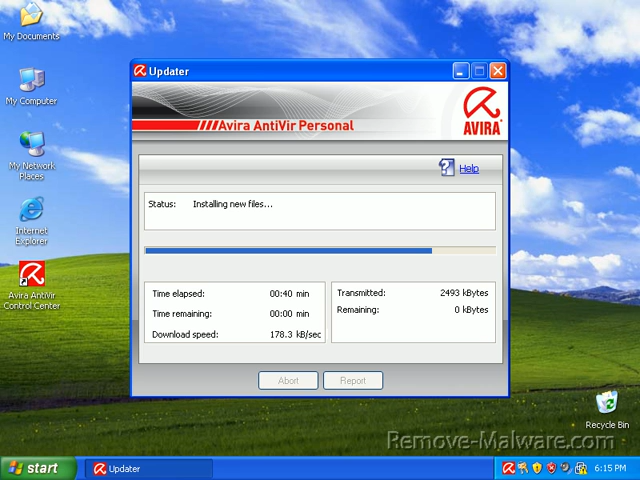 My Documents
My Computer
My Network
Places
Internet
Explorer
Avira AntiVir
Control Center
Updater
Avira AntiVir Personal
AVIRA
Help
Status: Installing new files...
Time elapsed: 00:40 min
Time remaining: 00:00 min
Download speed: 178.3 kB/sec
Transmitted: 2493 kBytes
Remaining: 0 kBytes
Abort
Report
Recycle Bin
Remove-Malware.com
start
Updater
6:15 PM